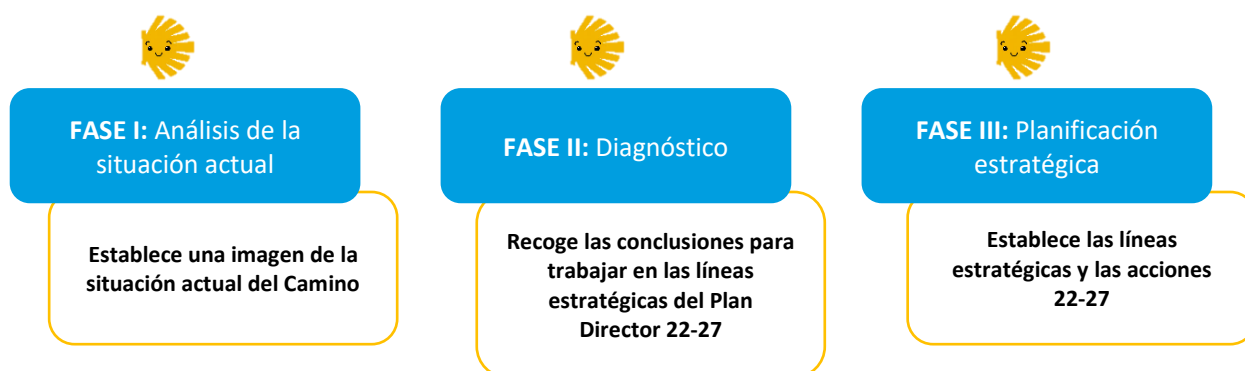 FASE I: Análisis de la
situación actual
Establece una imagen de la
situación actual del Camino
FASE II: Diagnóstico
Recoge las conclusiones para
trabajar en las líneas
estratégicas del Plan
Director 22-27
FASE III: Planificación
estratégica
Establece las líneas
estratégicas y las acciones
22-27